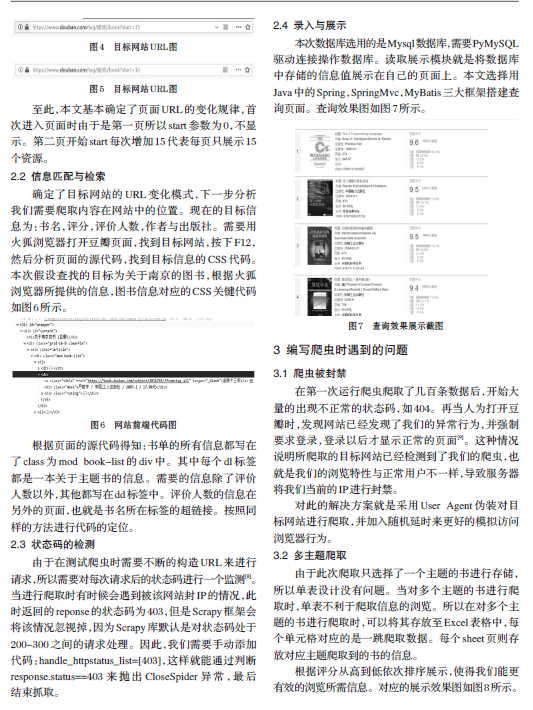 https://www.douban.com/tag/南京/book?start=15
图 4　目标网站 URL 图
https://www.douban.com/tag/南京/book?start=30
图 5　目标网站 URL 图
至此,本文基本确定了页面 URL 的变化规律,首
次进入页面时由于是第一页所以 start 参数为 0,不显
示。第二页开始 start 每次增加 15 代表每页只展示 15
个资源。
2.2 信息匹配与检索
确定了目标网站的 URL 变化模式,下一步分析
我们需要爬取内容在网站中的位置。现在的目标信
息为:书名,评分,评价人数,作者与出版社。需要用
火狐浏览器打开豆瓣页面,找到目标网站,按下 F12,
然后分析页面的源代码,找到目标信息的 CSS 代码。
本次假设查找的目标为关于南京的图书,根据火狐
浏览器所提供的信息,图书信息对应的 CSS 关键代码
如图 6 所示。
<div id="wrapper">
<div id="content">
<div class="grid-16-8 clearfix">
<div class="article">
<div class="mod book-list">
图 6　网站前端代码图
根据页面的源代码得知:书单的所有信息都写在
了 class 为 mod book-list 的 div 中。其中每个 dl 标签
都是一本关于主题书的信息。需要的信息除了评价
人数以外,其他都写在 dd 标签中。评价人数的信息在
另外的页面,也就是书名所在标签的超链接。按照同
样的方法进行代码的定位。
2.3 状态码的检测
由于在测试爬虫时需要不断的构造 URL 来进行
请求,所以需要对每次请求后的状态码进行一个监测[8]。
当进行爬取时有时候会遇到被该网站封 IP 的情况,此
时返回的 reponse 的状态码为 403,但是 Scrapy 框架会
将该情况忽视掉,因为 Scrapy 库默认是对状态码处于
200-300 之间的请求处理。因此,我们需要手动添加
代码:handle_httpstatus_list=[403],这样就能通过判断
response.status==403 来抛出 CloseSpider 异常,最后
结束抓取。
2.4 录入与展示
本次数据库选用的是 Mysql 数据库,需要 PyMySQL
驱动连接操作数据库。读取展示模块就是将数据库
中存储的信息值展示在自己的页面上。本文选择用
Java 中的 Spring, SpringMvc, MyBatis 三大框架搭建查
询页面。查询效果图如图 7 所示。
9.6
9.5
9.5
9.4
图 7　查询效果展示截图
3 编写爬虫时遇到的问题
3.1 爬虫被封禁
在第一次运行爬虫爬取了几百条数据后,开始大
量的出现不正常的状态码,如 404。再当人为打开豆
瓣时,发现网站已经发现了我们的异常行为,并强制
要求登录,登录以后才显示正常的页面[9]。这种情况
说明所爬取的目标网站已经检测到了我们的爬虫,也
就是我们的浏览特性与正常用户不一样,导致服务器
将我们当前的 IP 进行封禁。
对此的解决方案就是采用 User Agent 伪装对目
标网站进行爬取,并加入随机延时来更好的模拟访问
浏览器行为。
3.2 多主题爬取
由于此次爬取只选择了一个主题的书进行存储,
所以单表设计没有问题。当对多个主题的书进行爬
取时,单表不利于爬取信息的浏览。所以在对多个主
题的书进行爬取时,可以将其存放至 Excel 表格中,每
个单元格对应的是一跳爬取数据。每个 sheet 页则存
放对应主题爬取到的书的信息。
根据评分从高到低依次排序展示,使得我们能更
有效的浏览所需信息。对应的展示效果图如图 8 所示。